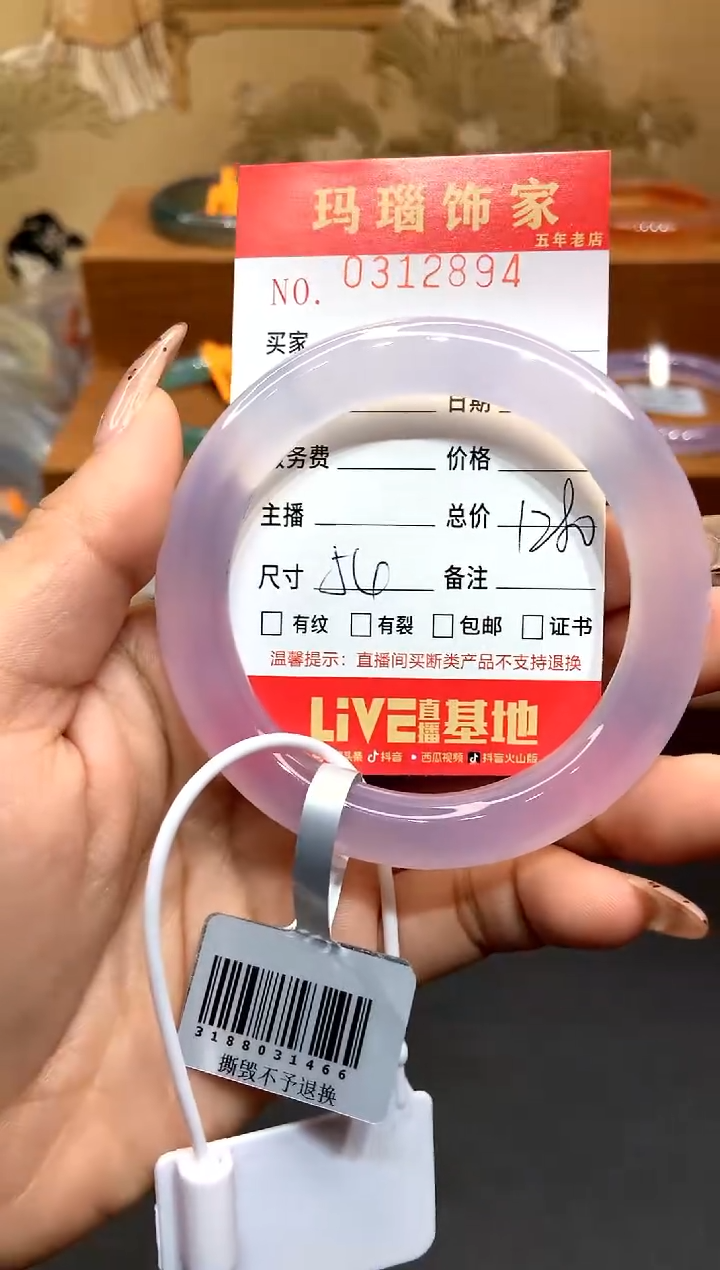 玛瑙饰家
五年老店
NO. 0312894
买家
日期
务费 价格
主播 总价
尺寸 56 备注
□ 有纹 □ 有裂 □ 包邮 □ 证书
温馨提示：直播间买断类产品不支持退换
LiVE直播基地
头条 抖音 • 西瓜视频 抖音火山版
3188031466
撕毁不予退换